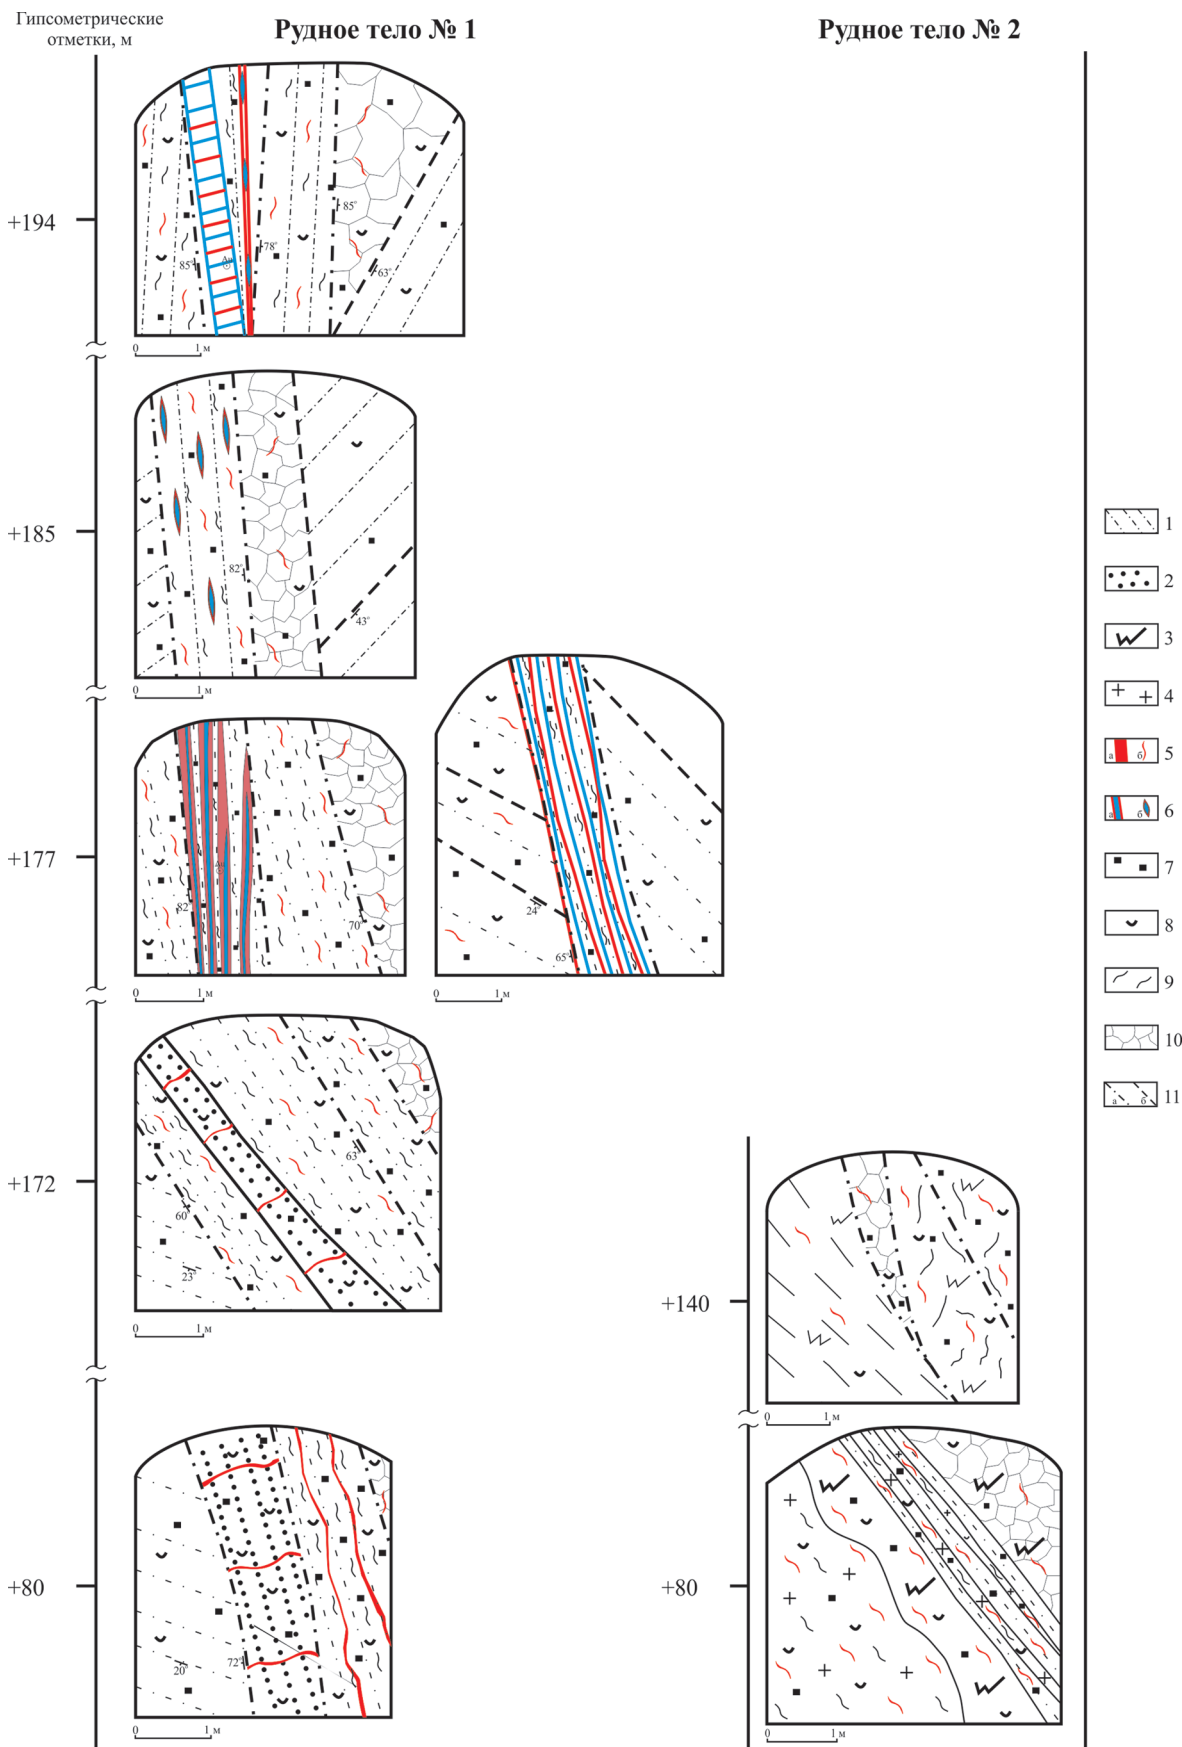 Гипсометрические
отметки, м
Рудное тело № 1
Рудное тело № 2
+194
85°
Au
78°
85°
63°
0 1 м
+185
82°
43°
0 1 м
+177
82°
Au
70°
0 1 м
24°
65°
0 1 м
+172
60°
23°
63°
0 1 м
+140
0 1 м
+80
20°
72°
0 1 м
+80
0 1 м
1
2
3
4
а б 5
а б 6
7
8
9
10
а б 11